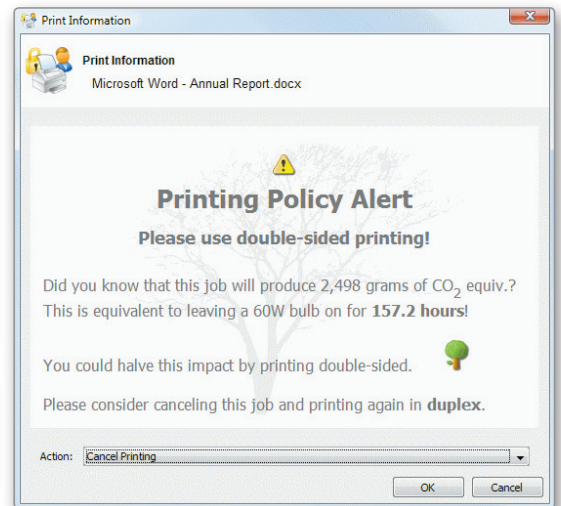 Print Information
Print Information
Microsoft Word - Annual Report.docx
Printing Policy Alert
Please use double-sided printing!
Did you know that this job will produce 2,498 grams of CO2 equiv.?
This is equivalent to leaving a 60W bulb on for 157.2 hours!
You could halve this impact by printing double-sided.
Please consider canceling this job and printing again in duplex.
Action: Cancel Printing
OK Cancel